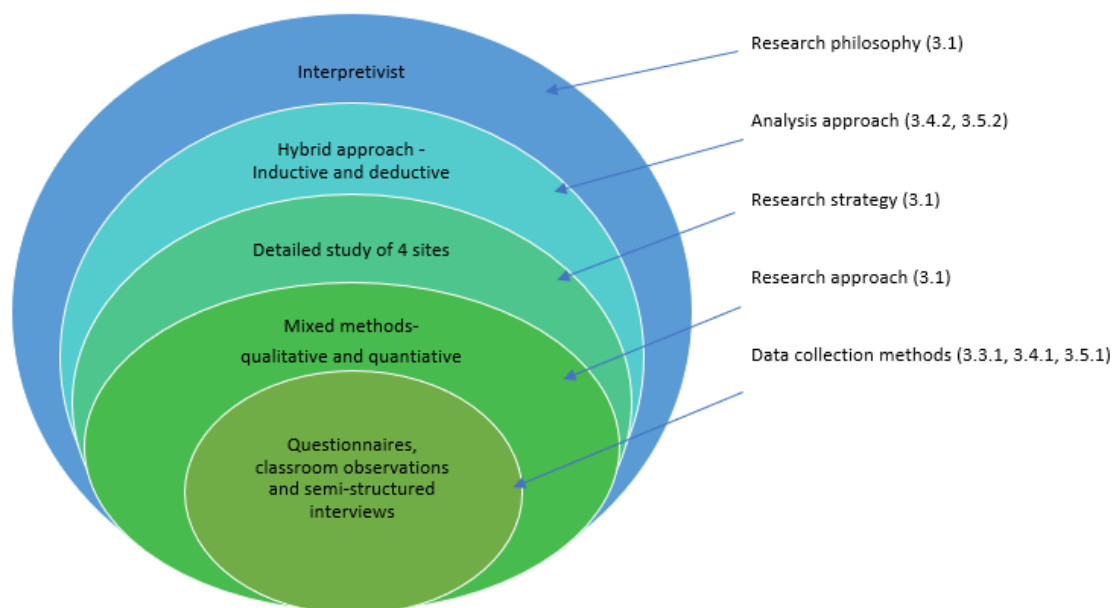 Interpretivist
Research philosophy (3.1)
Hybrid approach -
Inductive and deductive
Analysis approach (3.4.2, 3.5.2)
Detailed study of 4 sites
Research strategy (3.1)
Mixed methods-
qualitative and quantiative
Research approach (3.1)
Questionnaires,
classroom observations
and semi-structured
interviews
Data collection methods (3.3.1, 3.4.1, 3.5.1)